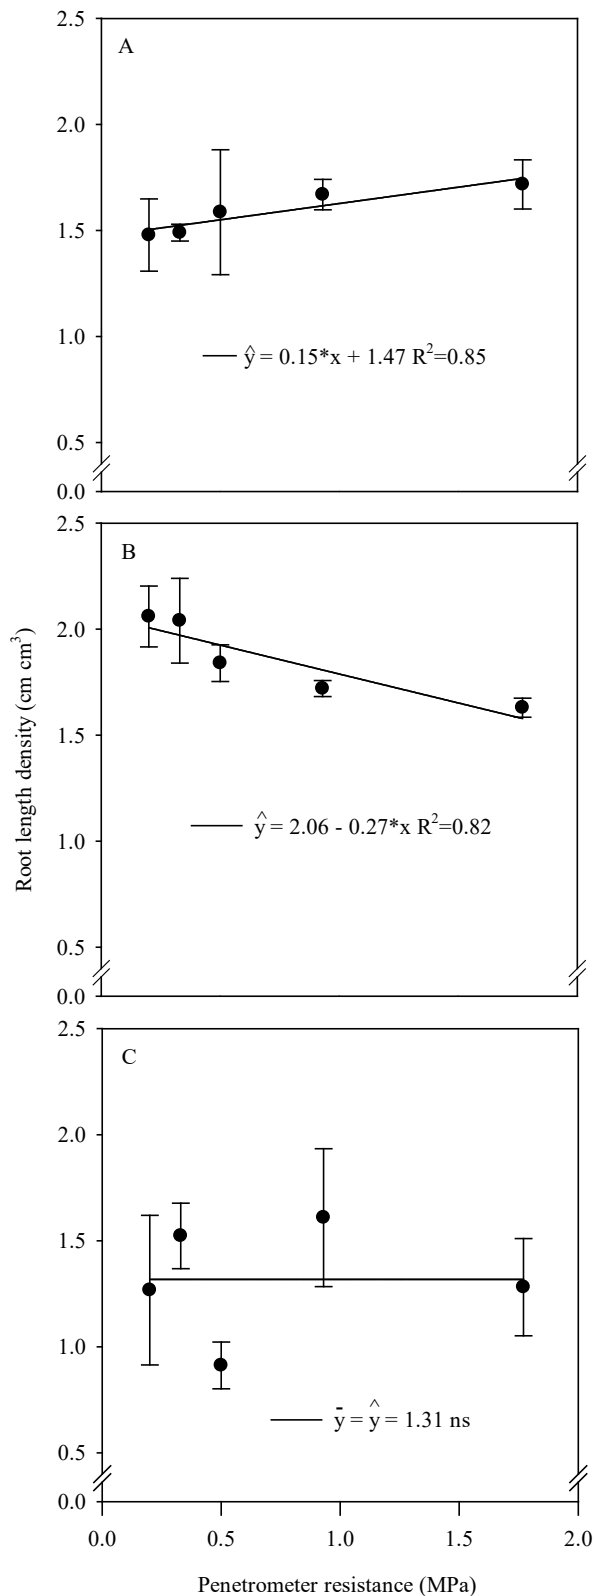 2.5
A
2.0
1.5
1.0
ŷ = 0.15*x + 1.47 R²=0.85
0.5
0.0
2.5
B
2.0
1.5
1.0
ŷ = 2.06 - 0.27*x R²=0.82
0.5
0.0
Root length density (cm cm³)
2.5
C
2.0
1.5
1.0
ȳ = ŷ = 1.31 ns
0.5
0.0
0.0 0.5 1.0 1.5 2.0
Penetrometer resistance (MPa)